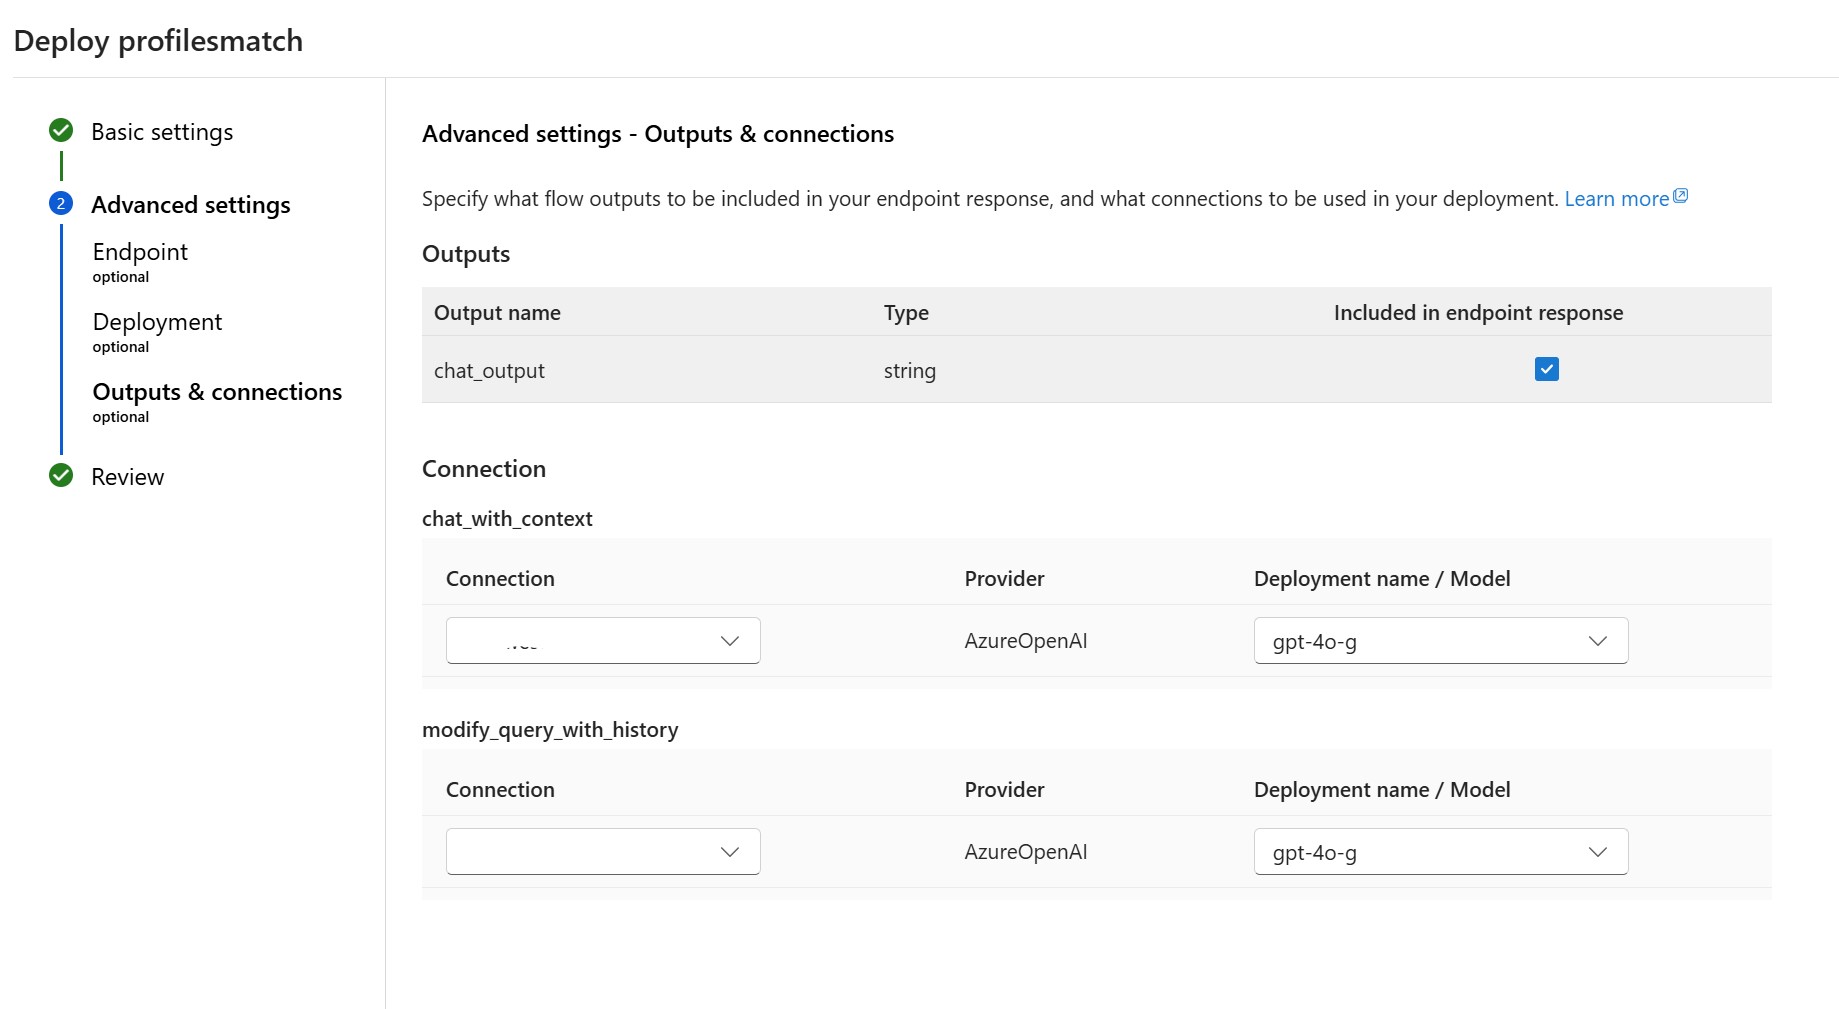 Deploy profilesmatch
Basic settings
2 Advanced settings
Endpoint
optional
Deployment
optional
Outputs & connections
optional
Review
Advanced settings - Outputs & connections
Specify what flow outputs to be included in your endpoint response, and what connections to be used in your deployment. Learn more
Outputs
Output name Type Included in endpoint response
chat_output string
Connection
chat_with_context
Connection Provider Deployment name / Model
AzureOpenAI gpt-4o-g
modify_query_with_history
Connection Provider Deployment name / Model
AzureOpenAI gpt-4o-g